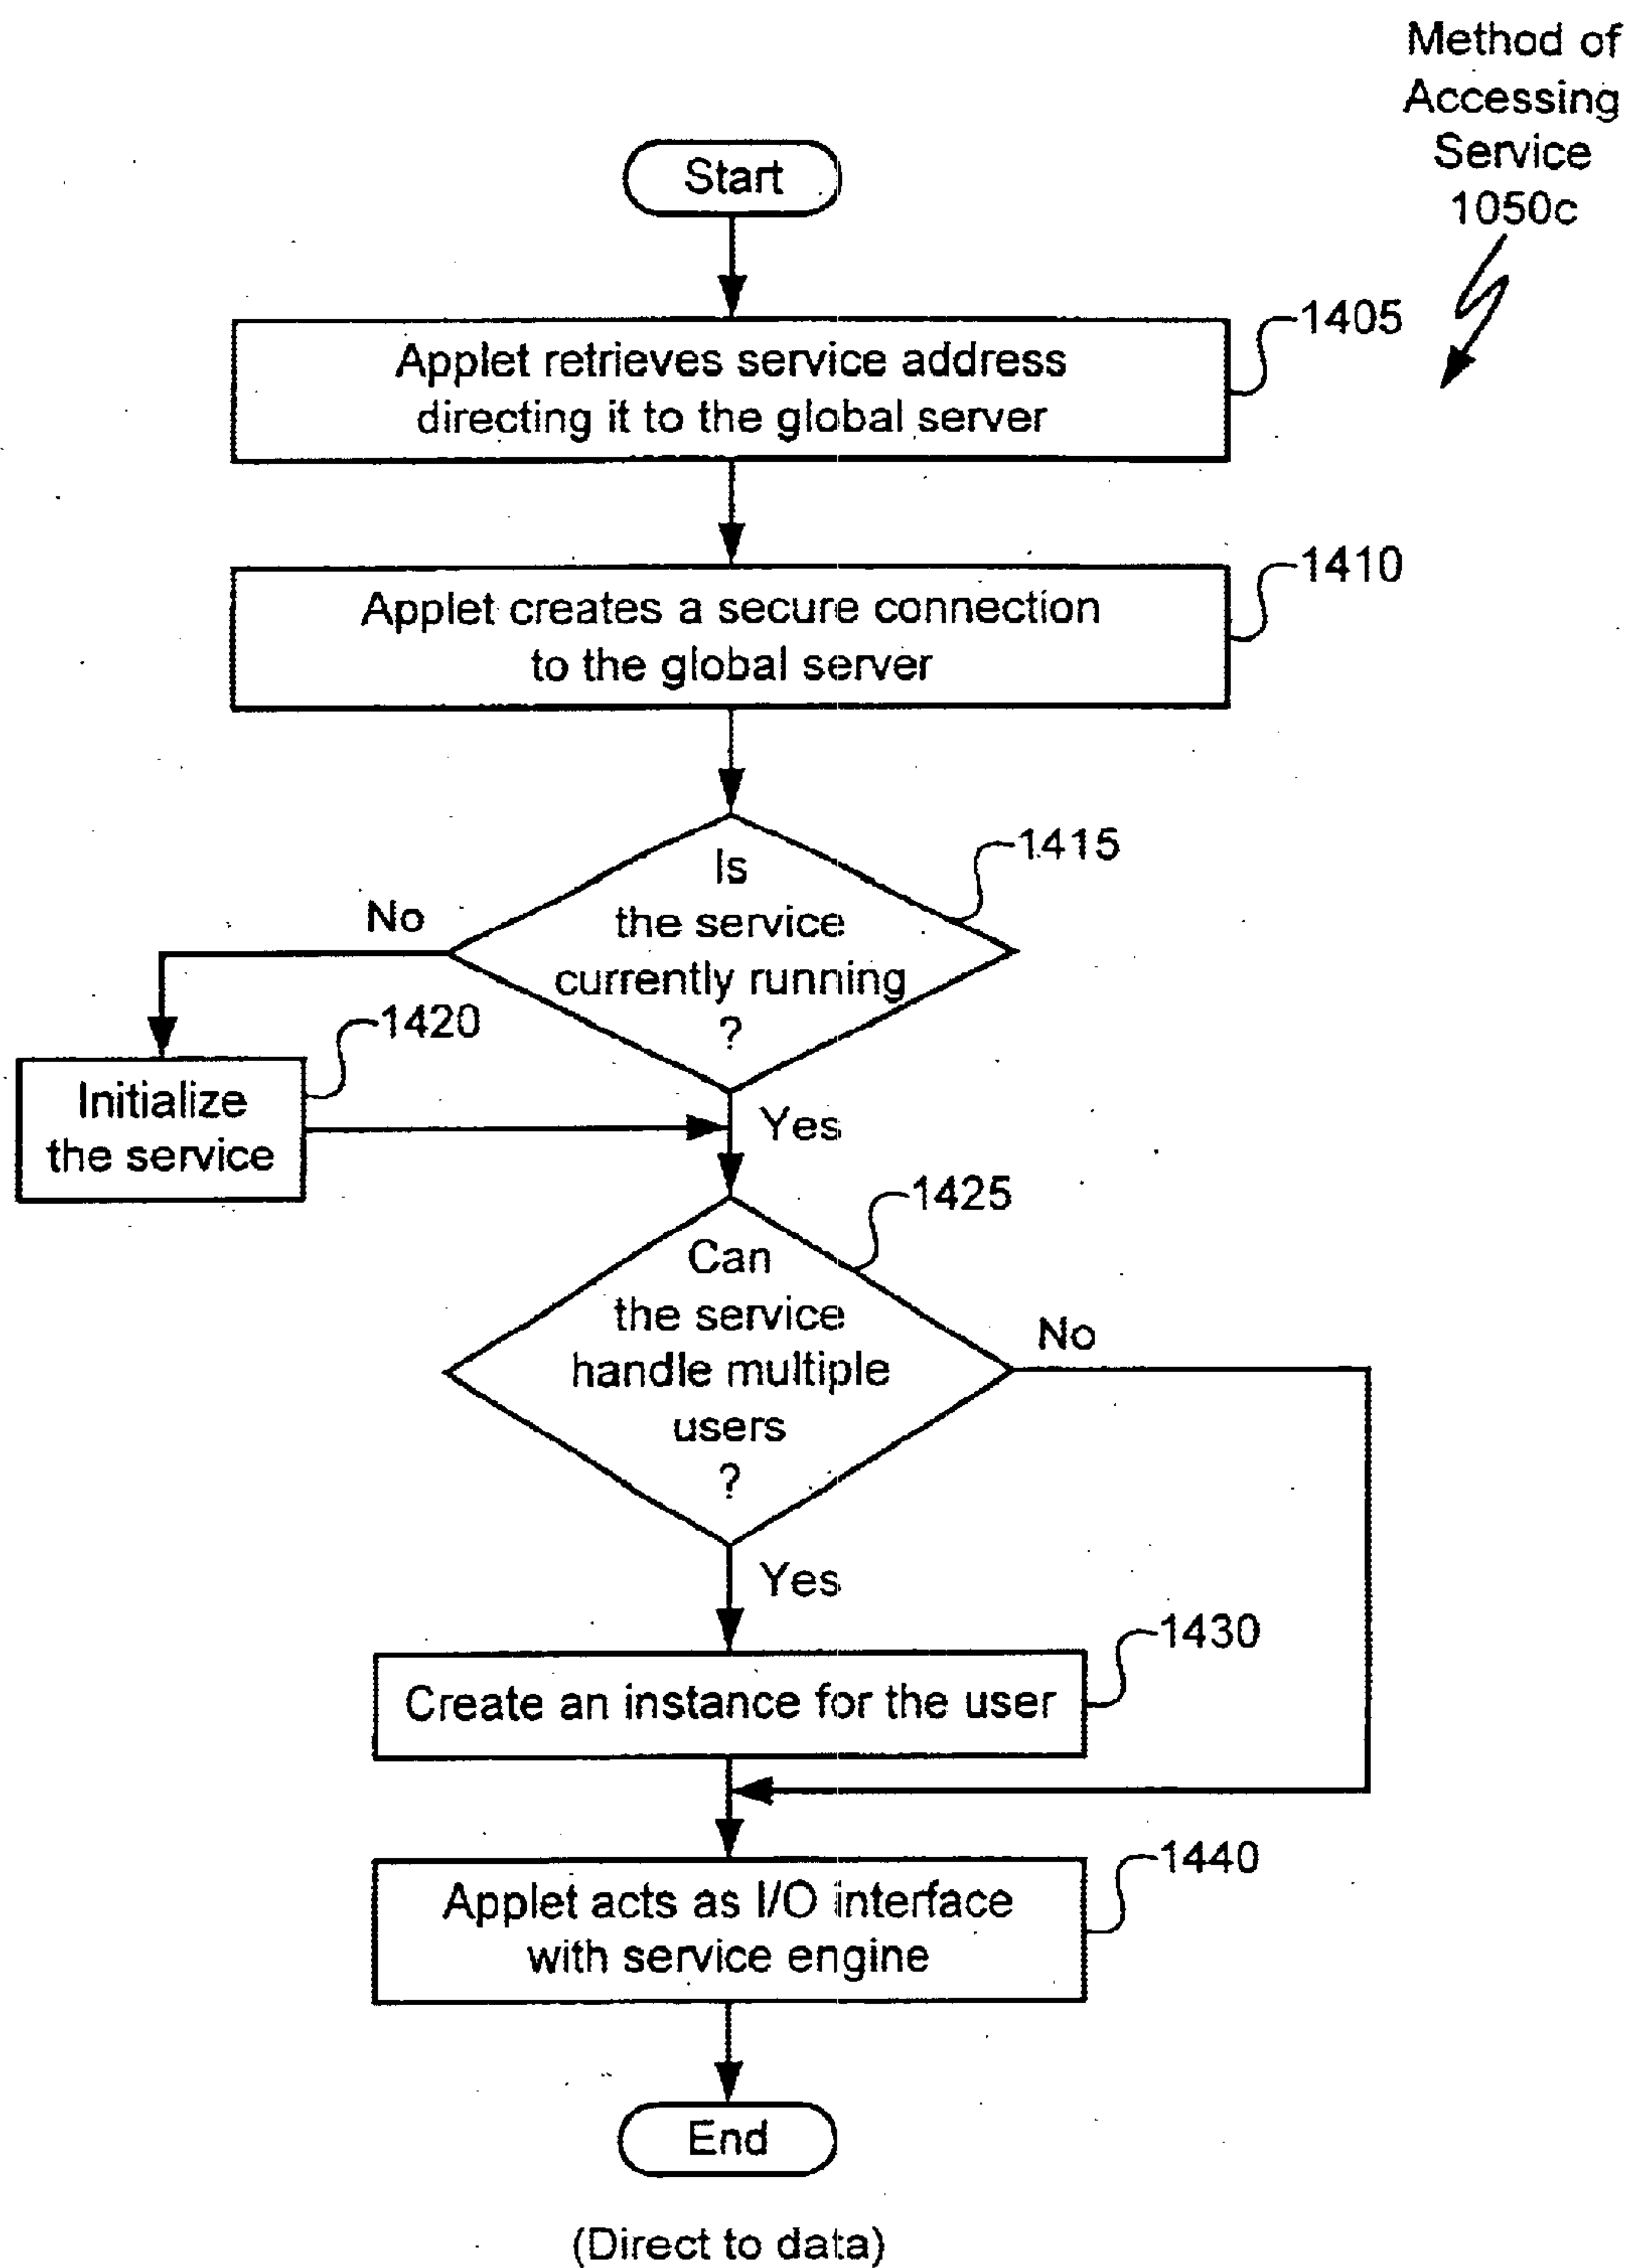 Method of
Accessing
Service
1050c
Start
1405
Applet retrieves service address
directing it to the global server
1410
Applet creates a secure connection
to the global server
1415
Is
the service
currently running
?
No
1420
Initialize
the service
Yes
1425
Can
the service
handle multiple
users
?
No
Yes
1430
Create an instance for the user
1440
Applet acts as I/O interface
with service engine
End
(Direct to data)